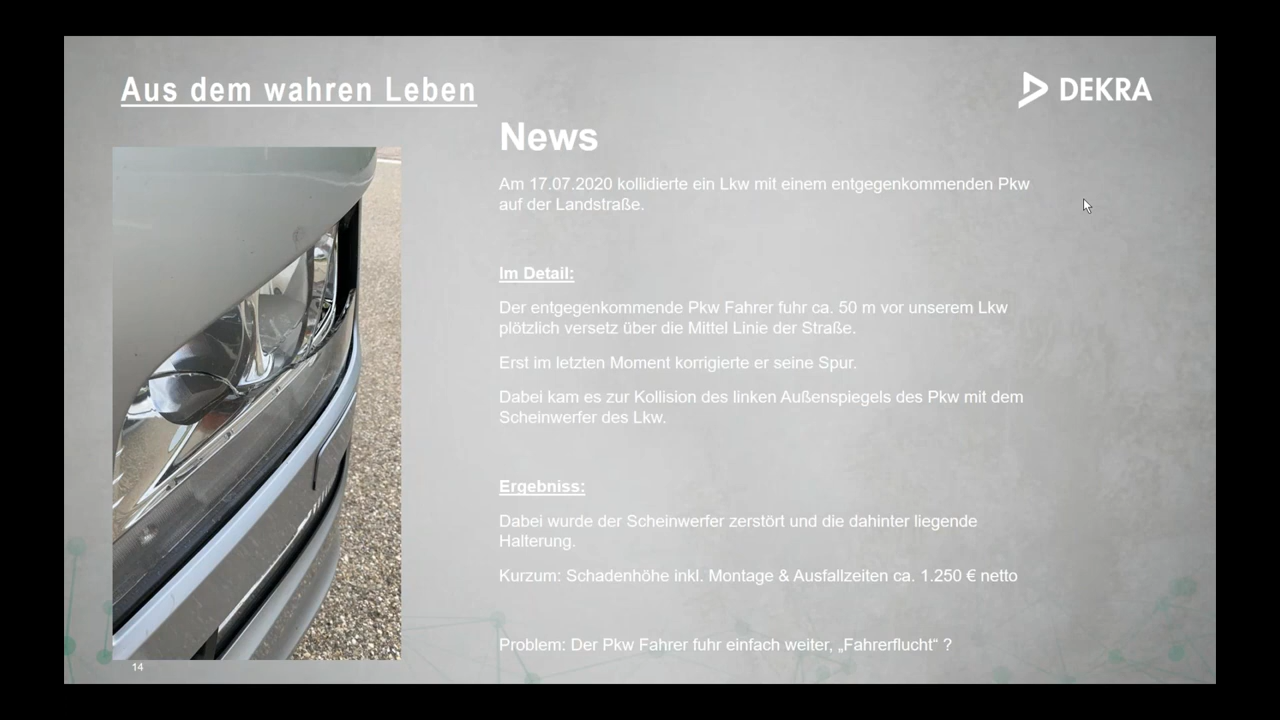 Aus dem wahren Leben
DEKRA
News
Am 17.07.2020 kollidierte ein Lkw mit einem entgegenkommenden Pkw
auf der Landstraße.
Im Detail:
Der entgegenkommende Pkw Fahrer fuhr ca. 50 m vor unserem Lkw
plötzlich versetz über die Mittel Linie der Straße.
Erst im letzten Moment korrigierte er seine Spur.
Dabei kam es zur Kollision des linken Außenspiegels des Pkw mit dem
Scheinwerfer des Lkw.
Ergebniss:
Dabei wurde der Scheinwerfer zerstört und die dahinter liegende
Halterung.
Kurzum: Schadenhöhe inkl. Montage & Ausfallzeiten ca. 1.250 € netto
Problem: Der Pkw Fahrer fuhr einfach weiter, „Fahrerflucht“ ?
14